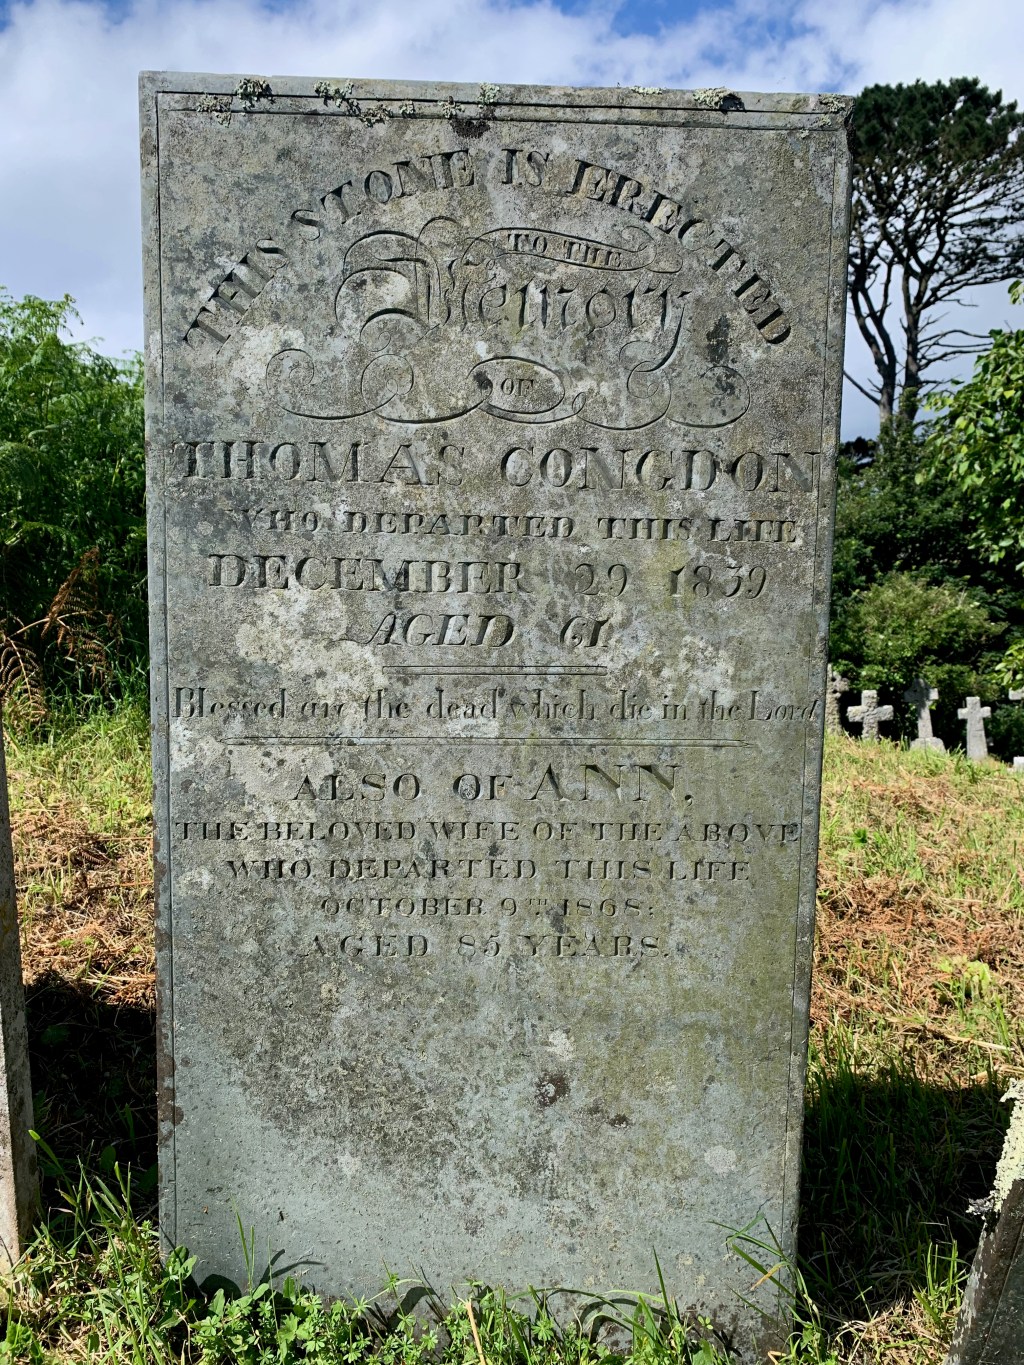 THIS STONE IS ERECTED
TO THE
Memory
OF
THOMAS CONGDON
WHO DEPARTED THIS LIFE
DECEMBER 29 1839
AGED 61
Blessed are the dead which die in the Lord
ALSO OF ANN,
THE BELOVED WIFE OF THE ABOVE
WHO DEPARTED THIS LIFE
OCTOBER 9TH 1868:
AGED 85 YEARS.